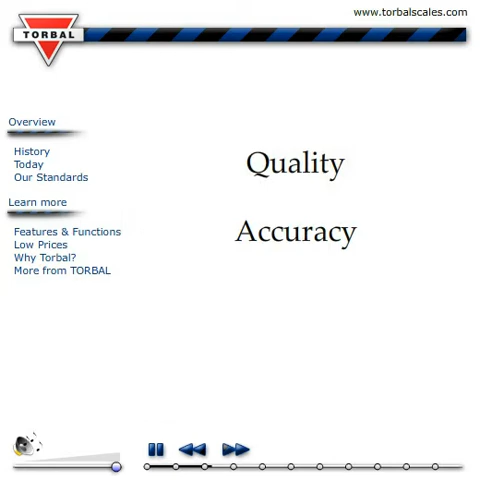 www.torbalscales.com
TORBAL
Overview
History
Today
Our Standards
Learn more
Features & Functions
Low Prices
Why Torbal?
More from TORBAL
Quality
Accuracy